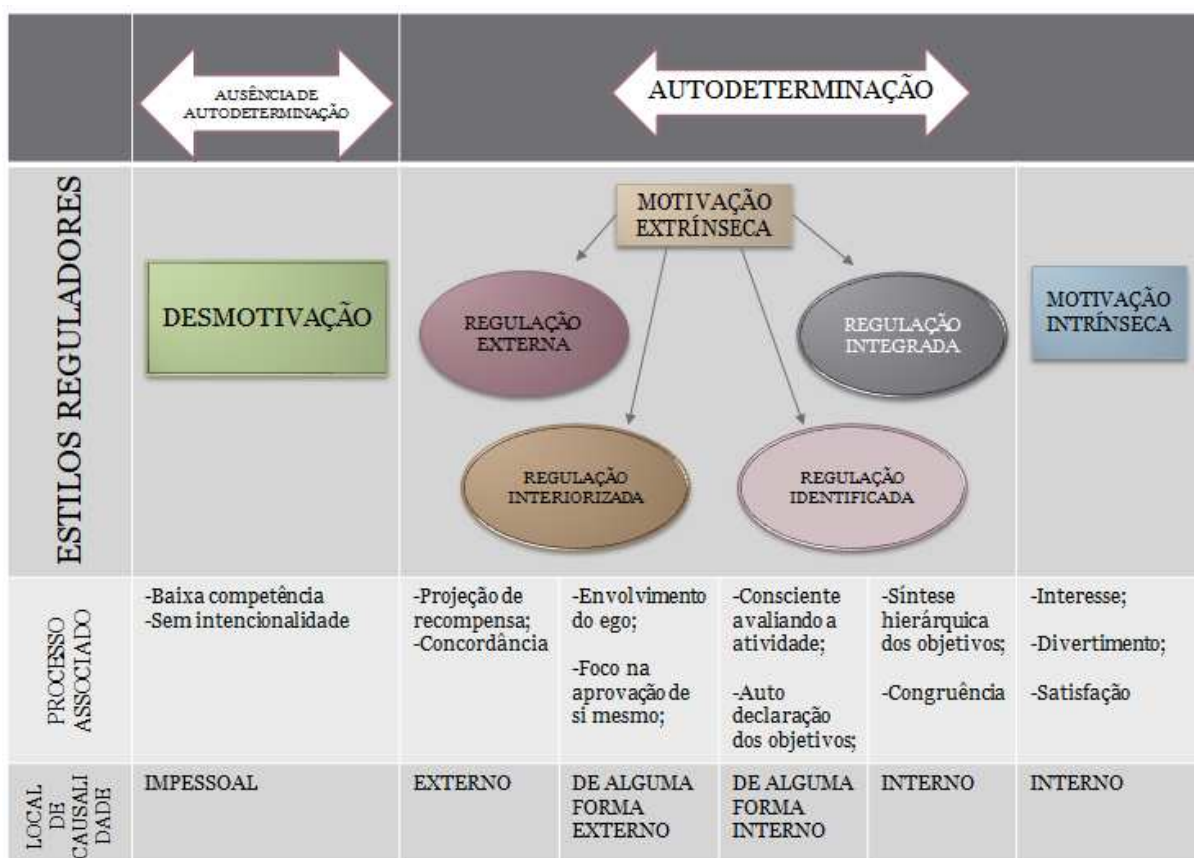 AUSÊNCIA DE
AUTODETERMINAÇÃO
AUTODETERMINAÇÃO
ESTILOS REGULADORES
DESMOTIVAÇÃO
MOTIVAÇÃO
EXTRÍNSECA
REGULAÇÃO
EXTERNA
REGULAÇÃO
INTEGRADA
REGULAÇÃO
INTERIORIZADA
REGULAÇÃO
IDENTIFICADA
MOTIVAÇÃO
INTRÍNSECA
PROCESSO
ASSOCIADO
-Baixa competência
-Sem intencionalidade
-Projeção de
recompensa;
-Concordância
-Envolvimento
do ego;
-Foco na
aprovação de
si mesmo;
-Consciente
avaliando a
atividade;
-Auto
declaração
dos objetivos;
-Síntese
hierárquica
dos objetivos;
-Congruência
-Interesse;
-Divertimento;
-Satisfação
LOCAL
DE
CAUSALI
DADE
IMPESSOAL
EXTERNO
DE ALGUMA
FORMA
EXTERNO
DE ALGUMA
FORMA
INTERNO
INTERNO
INTERNO